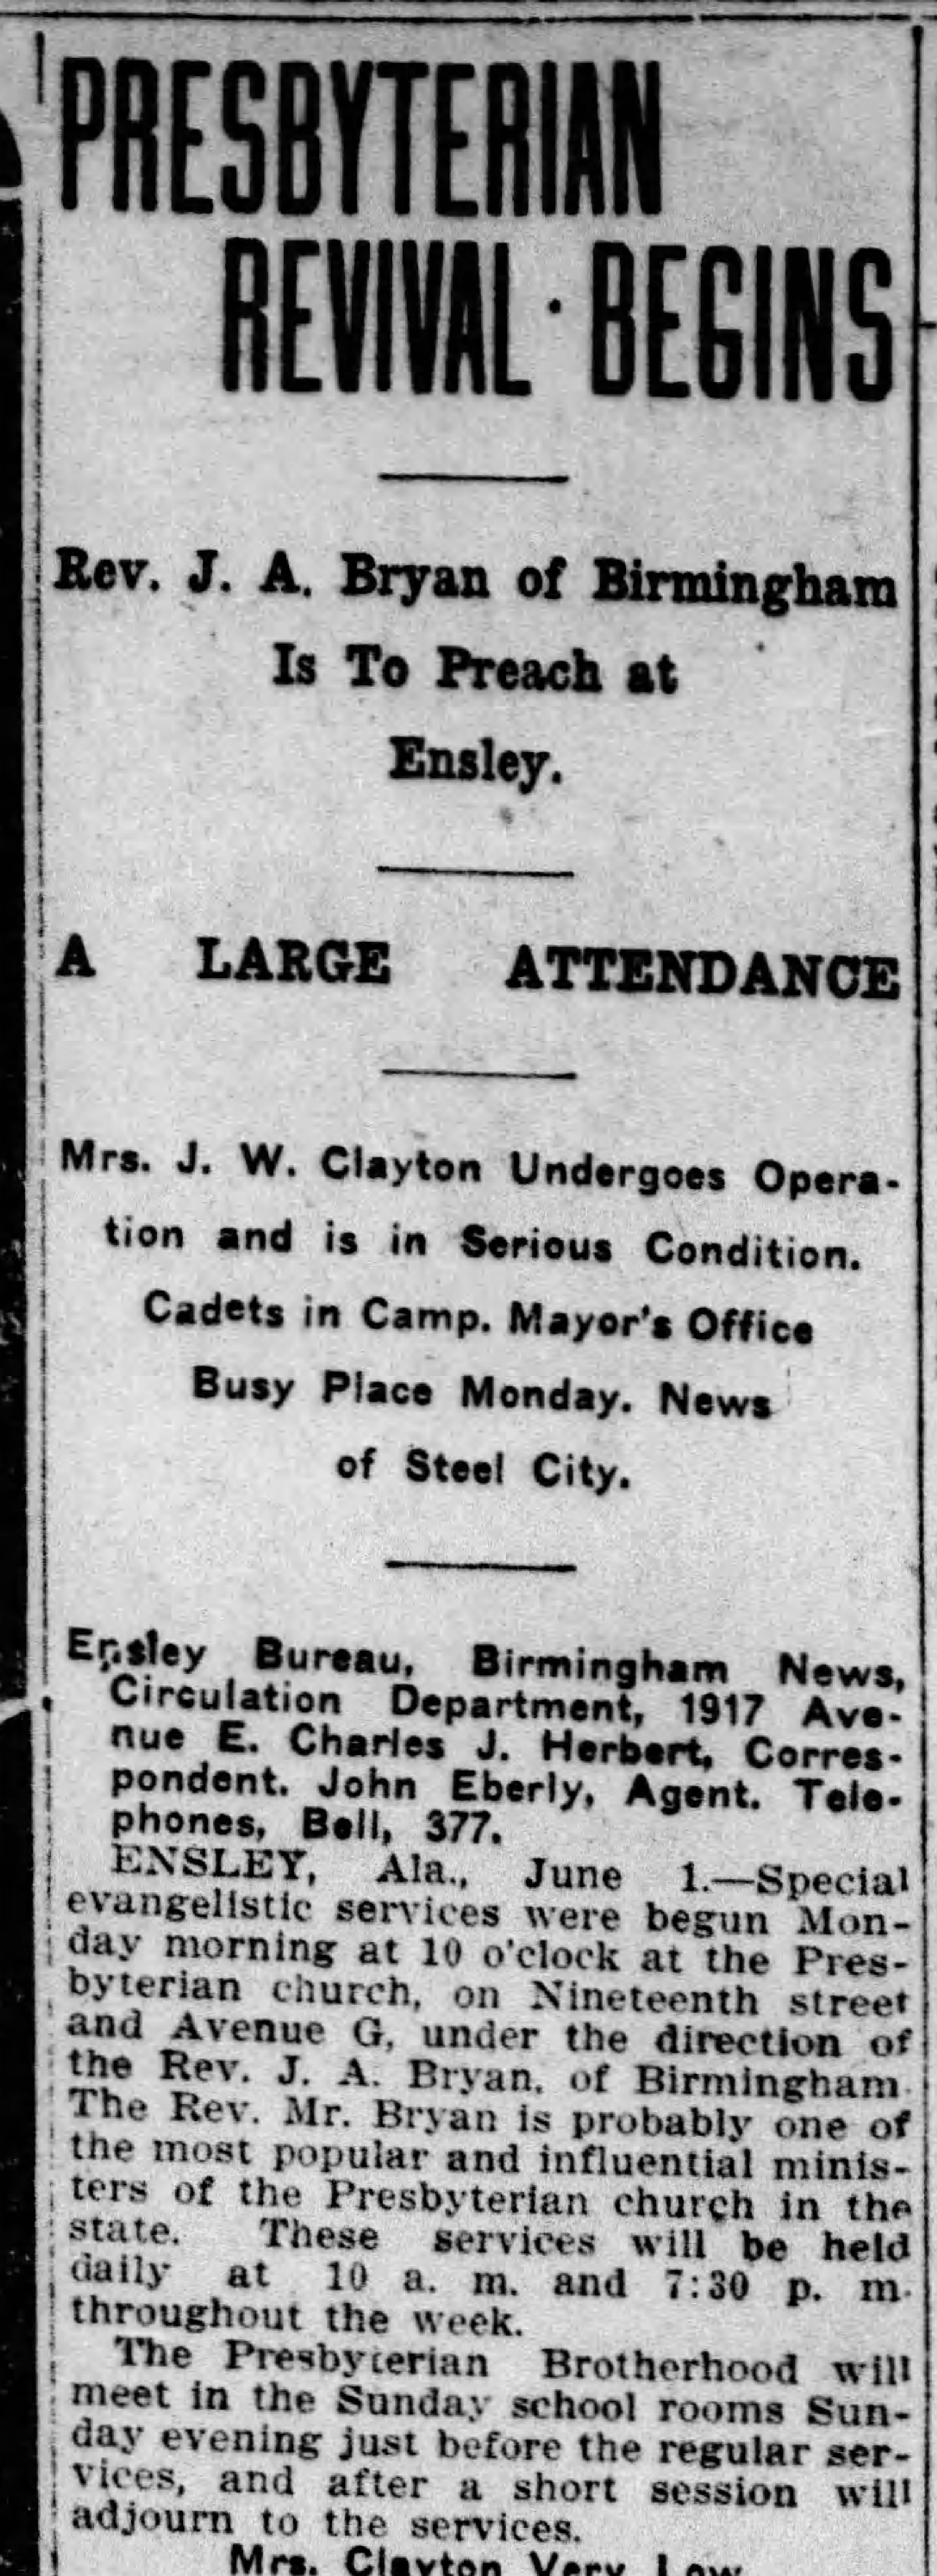 PRESBYTERIAN
REVIVAL BEGINS
Rev. J. A. Bryan of Birmingham
Is To Preach at
Ensley.
A LARGE ATTENDANCE
Mrs. J. W. Clayton Undergoes Opera-
tion and is in Serious Condition.
Cadets in Camp. Mayor's Office
Busy Place Monday. News
of Steel City.
Ensley Bureau, Birmingham News,
Circulation Department, 1917 Ave-
nue E. Charles J. Herbert, Corres-
pondent. John Eberly, Agent. Tele-
phones, Bell, 377.
ENSLEY, Ala., June 1.—Special
evangelistic services were begun Mon-
day morning at 10 o'clock at the Pres-
byterian church, on Nineteenth street
and Avenue G, under the direction of
the Rev. J. A. Bryan, of Birmingham.
The Rev. Mr. Bryan is probably one of
the most popular and influential minis-
ters of the Presbyterian church in the
state. These services will be held
daily at 10 a. m. and 7:30 p. m.
throughout the week.
The Presbyterian Brotherhood will
meet in the Sunday school rooms Sun-
day evening just before the regular ser-
vices, and after a short session will
adjourn to the services.
Mrs. Clayton Very Low